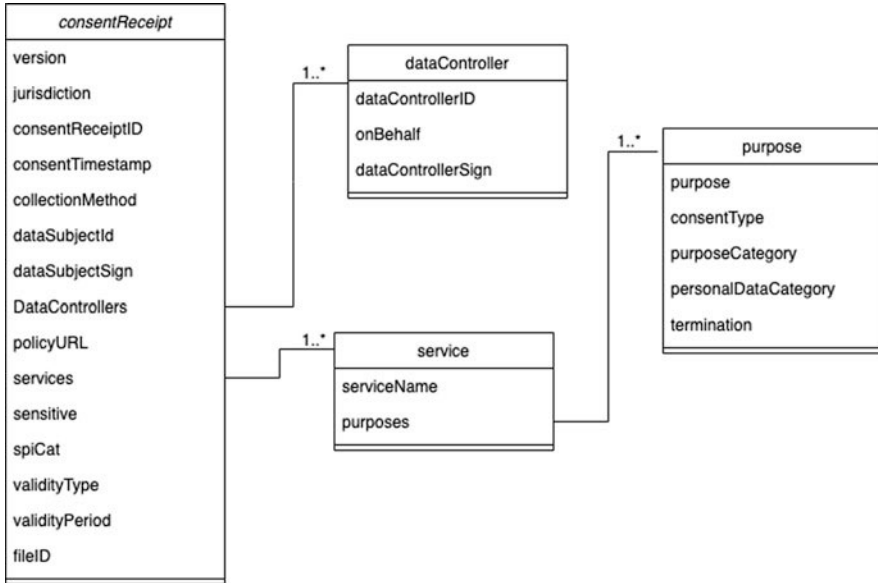 consentReceipt
version
jurisdiction
consentReceiptID
consentTimestamp
collectionMethod
dataSubjectId
dataSubjectSign
DataControllers
policyURL
services
sensitive
spiCat
validityType
validityPeriod
fileID
1..*
dataController
dataControllerID
onBehalf
dataControllerSign
1..*
service
serviceName
purposes
1..*
purpose
purpose
consentType
purposeCategory
personalDataCategory
termination